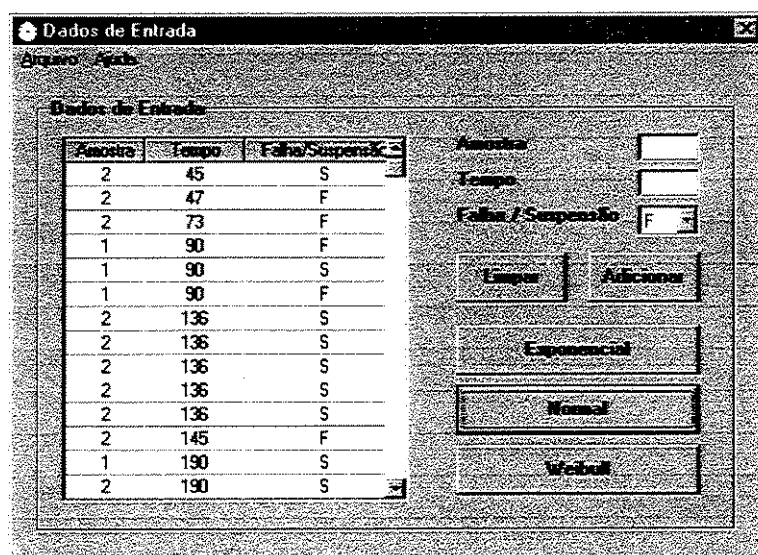 Dados de Entrada
Arquivo Ajuda
Dados de Entrada
Amostra Tempo Falha/Suspensão
2 45 S
2 47 F
2 73 F
1 90 F
1 90 S
1 90 F
2 136 S
2 136 S
2 136 S
2 136 S
2 136 S
2 145 F
1 190 S
2 190 S
Amostra
Tempo
Falha / Suspensão F
Limpar Adicionar
Exponencial
Normal
Weibull